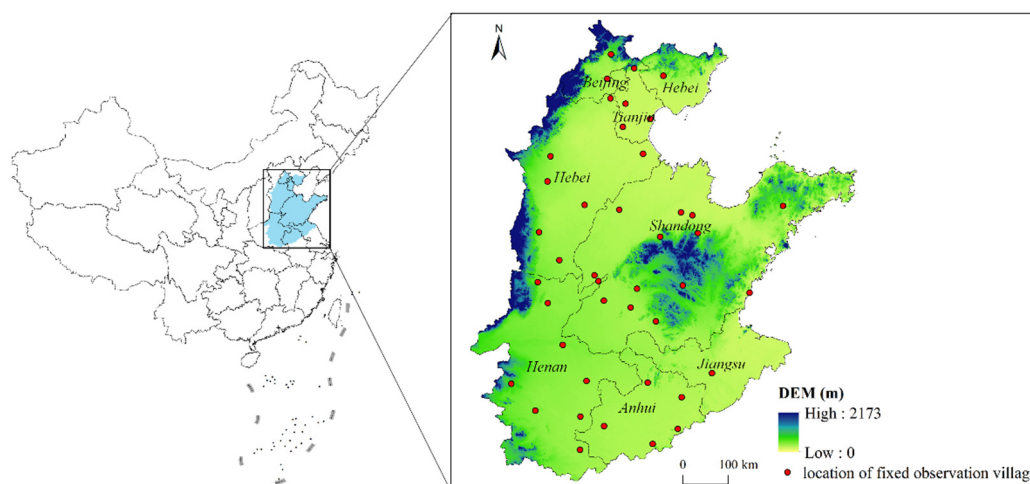 N
Beijing
Hebei
Tianjin
Hebei
Shandong
Henan
Jiangsu
Anhui
DEM (m)
High : 2173
Low : 0
0 100 km
location of fixed observation villag